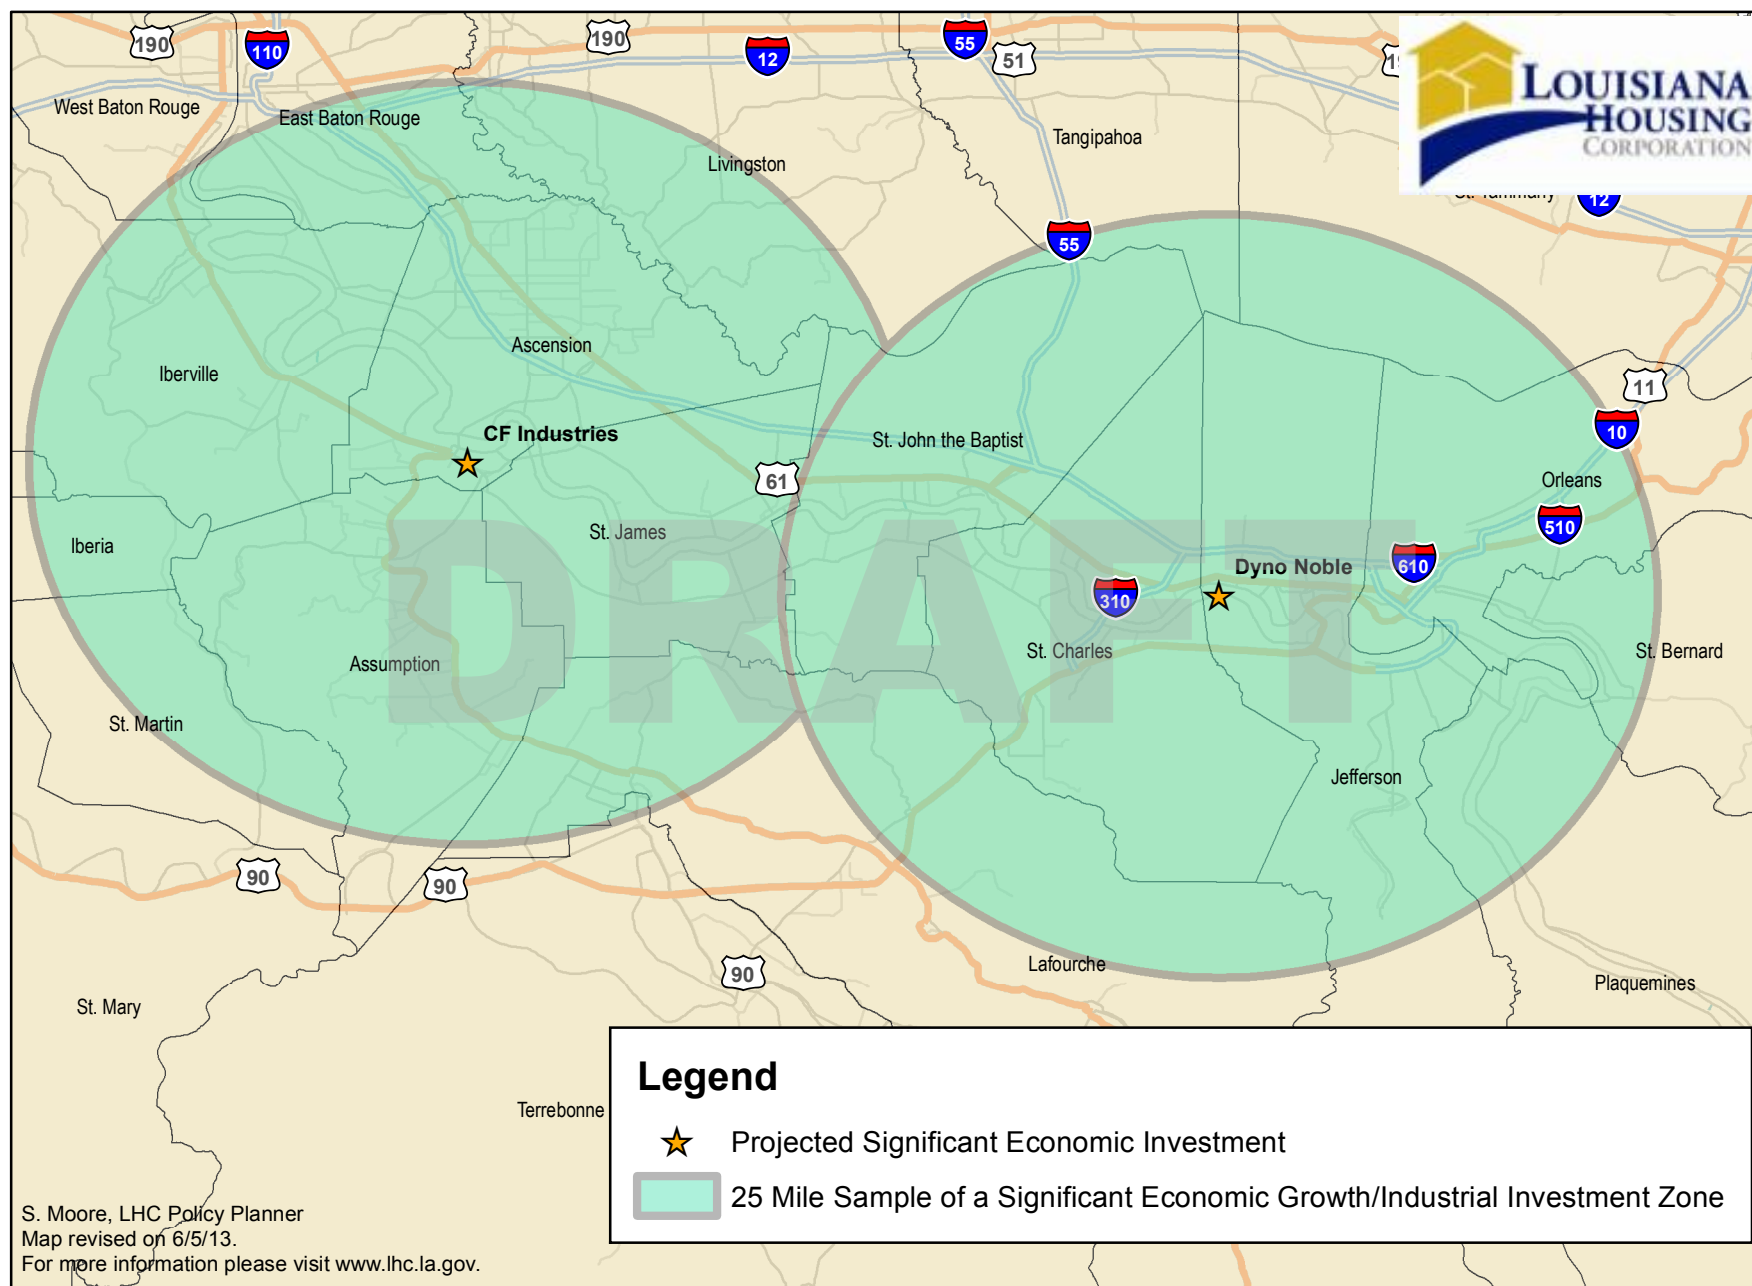 190
110
190
12
55
51
19
LOUISIANA
HOUSING
CORPORATION
West Baton Rouge
East Baton Rouge
Livingston
Tangipahoa
St. Tammany
12
55
Iberville
Ascension
11
10
CF Industries
St. John the Baptist
61
Orleans
510
Iberia
St. James
DRAFT
Dyno Noble
610
310
Assumption
St. Charles
St. Bernard
St. Martin
Jefferson
90
90
90
Lafourche
Plaquemines
St. Mary
Terrebonne
Legend
Projected Significant Economic Investment
25 Mile Sample of a Significant Economic Growth/Industrial Investment Zone
S. Moore, LHC Policy Planner
Map revised on 6/5/13.
For more information please visit www.lhc.la.gov.